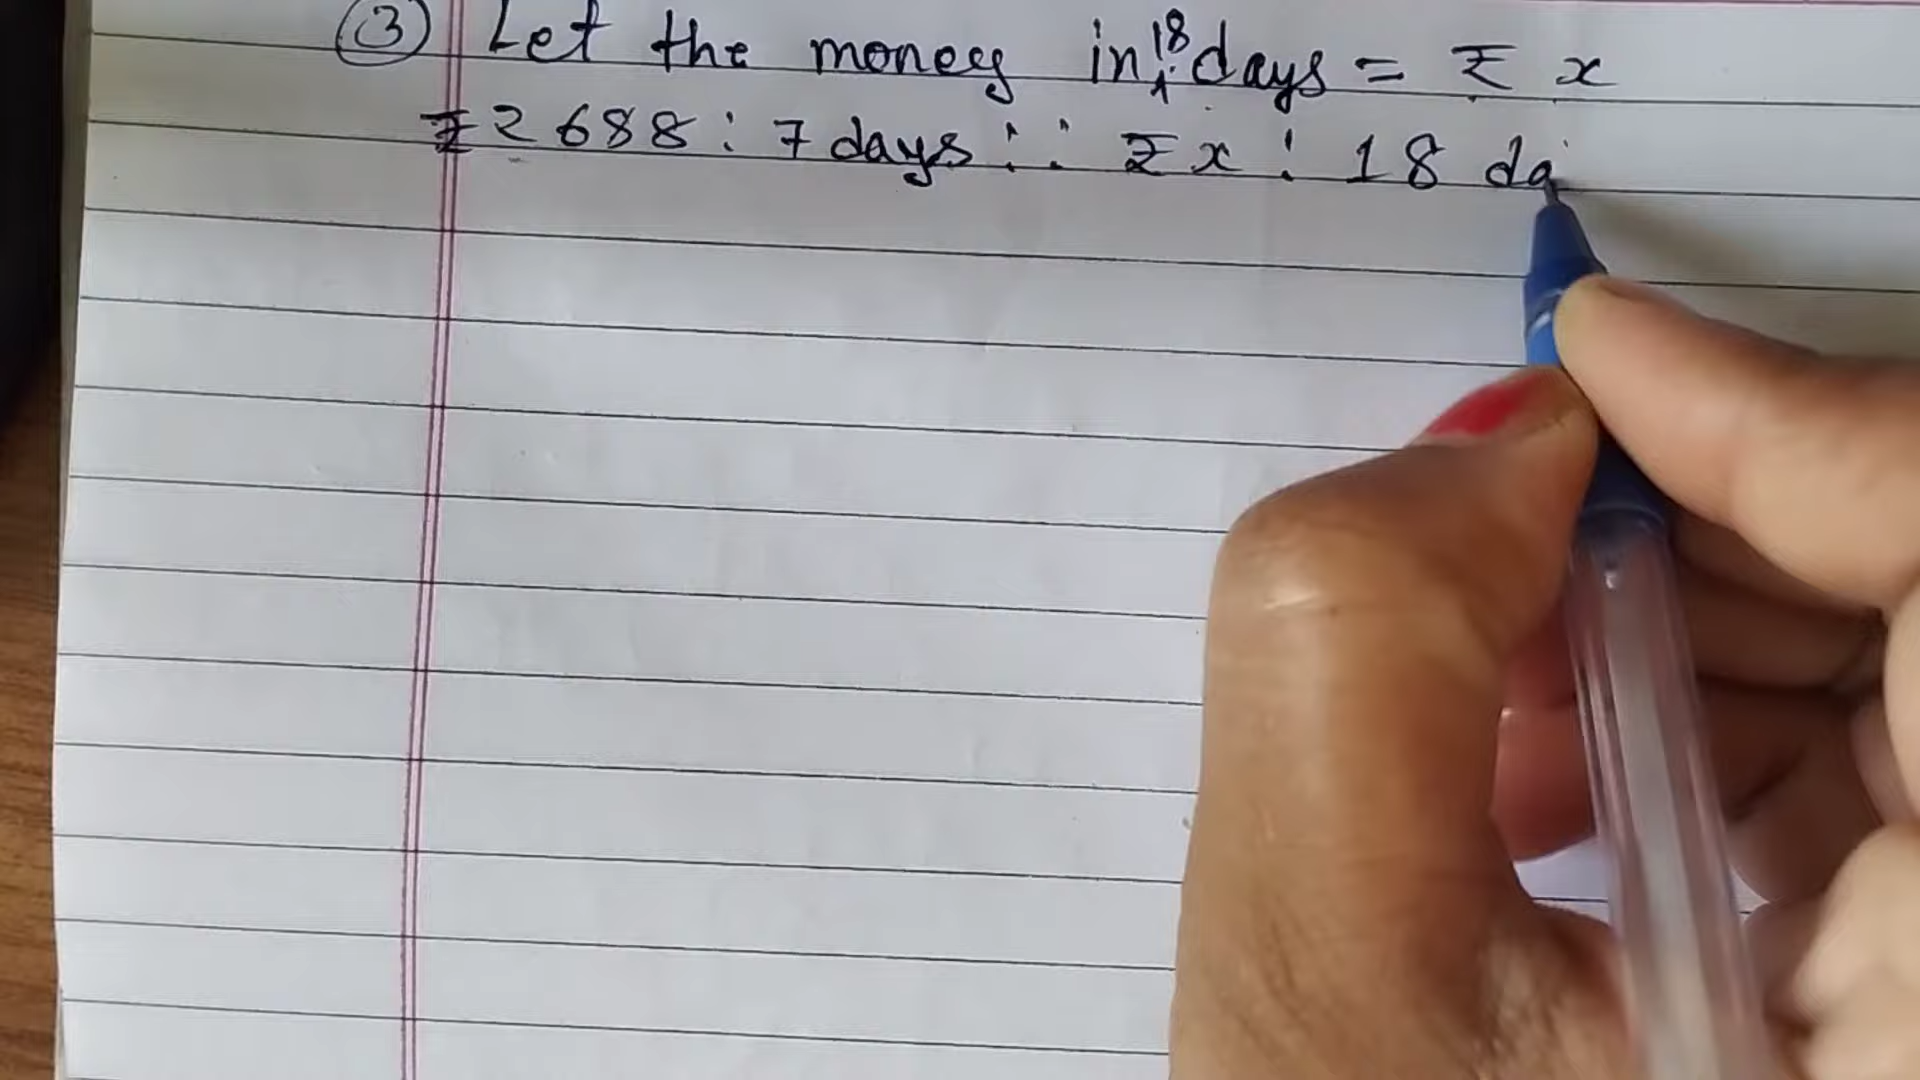 ③ Let the money in 18 days = ₹ x
₹ 2688 : 7 days :: ₹ x : 18 da